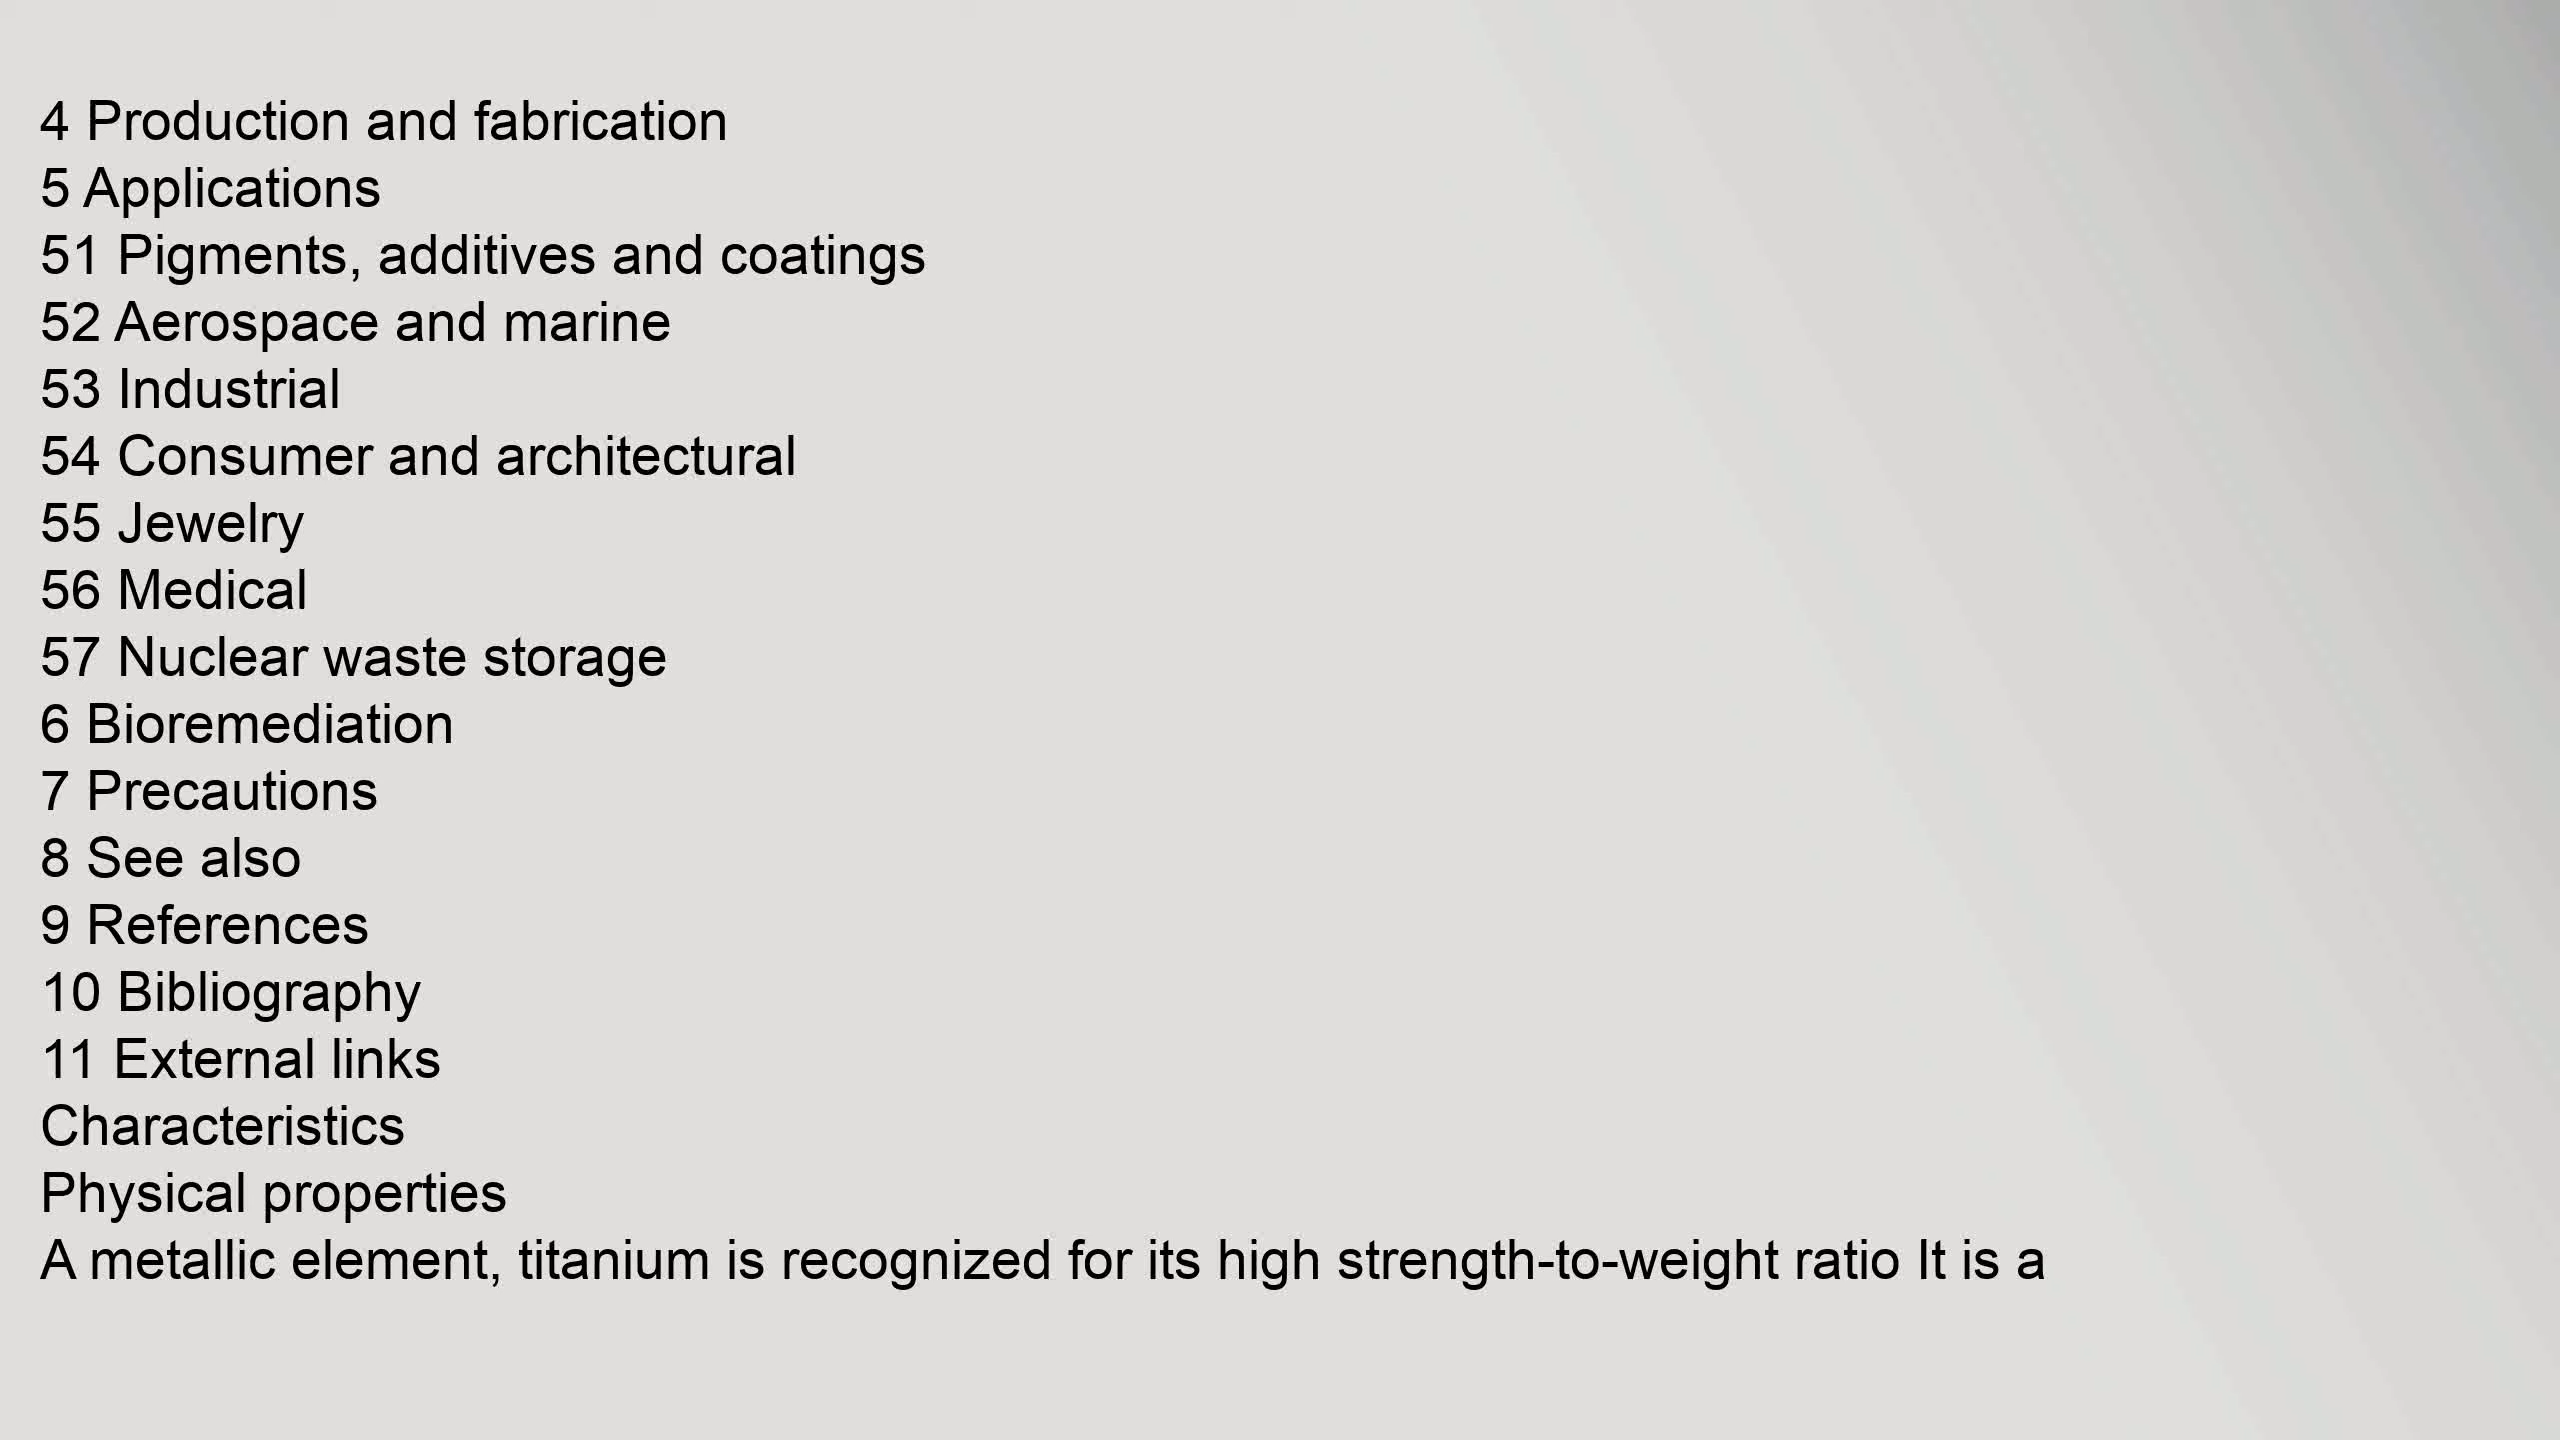 4 Production and fabrication
5 Applications
51 Pigments, additives and coatings
52 Aerospace and marine
53 Industrial
54 Consumer and architectural
55 Jewelry
56 Medical
57 Nuclear waste storage
6 Bioremediation
7 Precautions
8 See also
9 References
10 Bibliography
11 External links
Characteristics
Physical properties
A metallic element, titanium is recognized for its high strength-to-weight ratio It is a